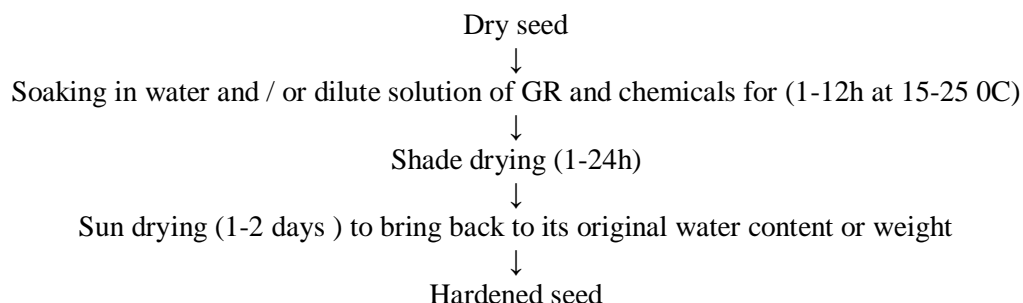 Dry seed
↓
Soaking in water and / or dilute solution of GR and chemicals for (1-12h at 15-25 0C)
↓
Shade drying (1-24h)
↓
Sun drying (1-2 days ) to bring back to its original water content or weight
↓
Hardened seed